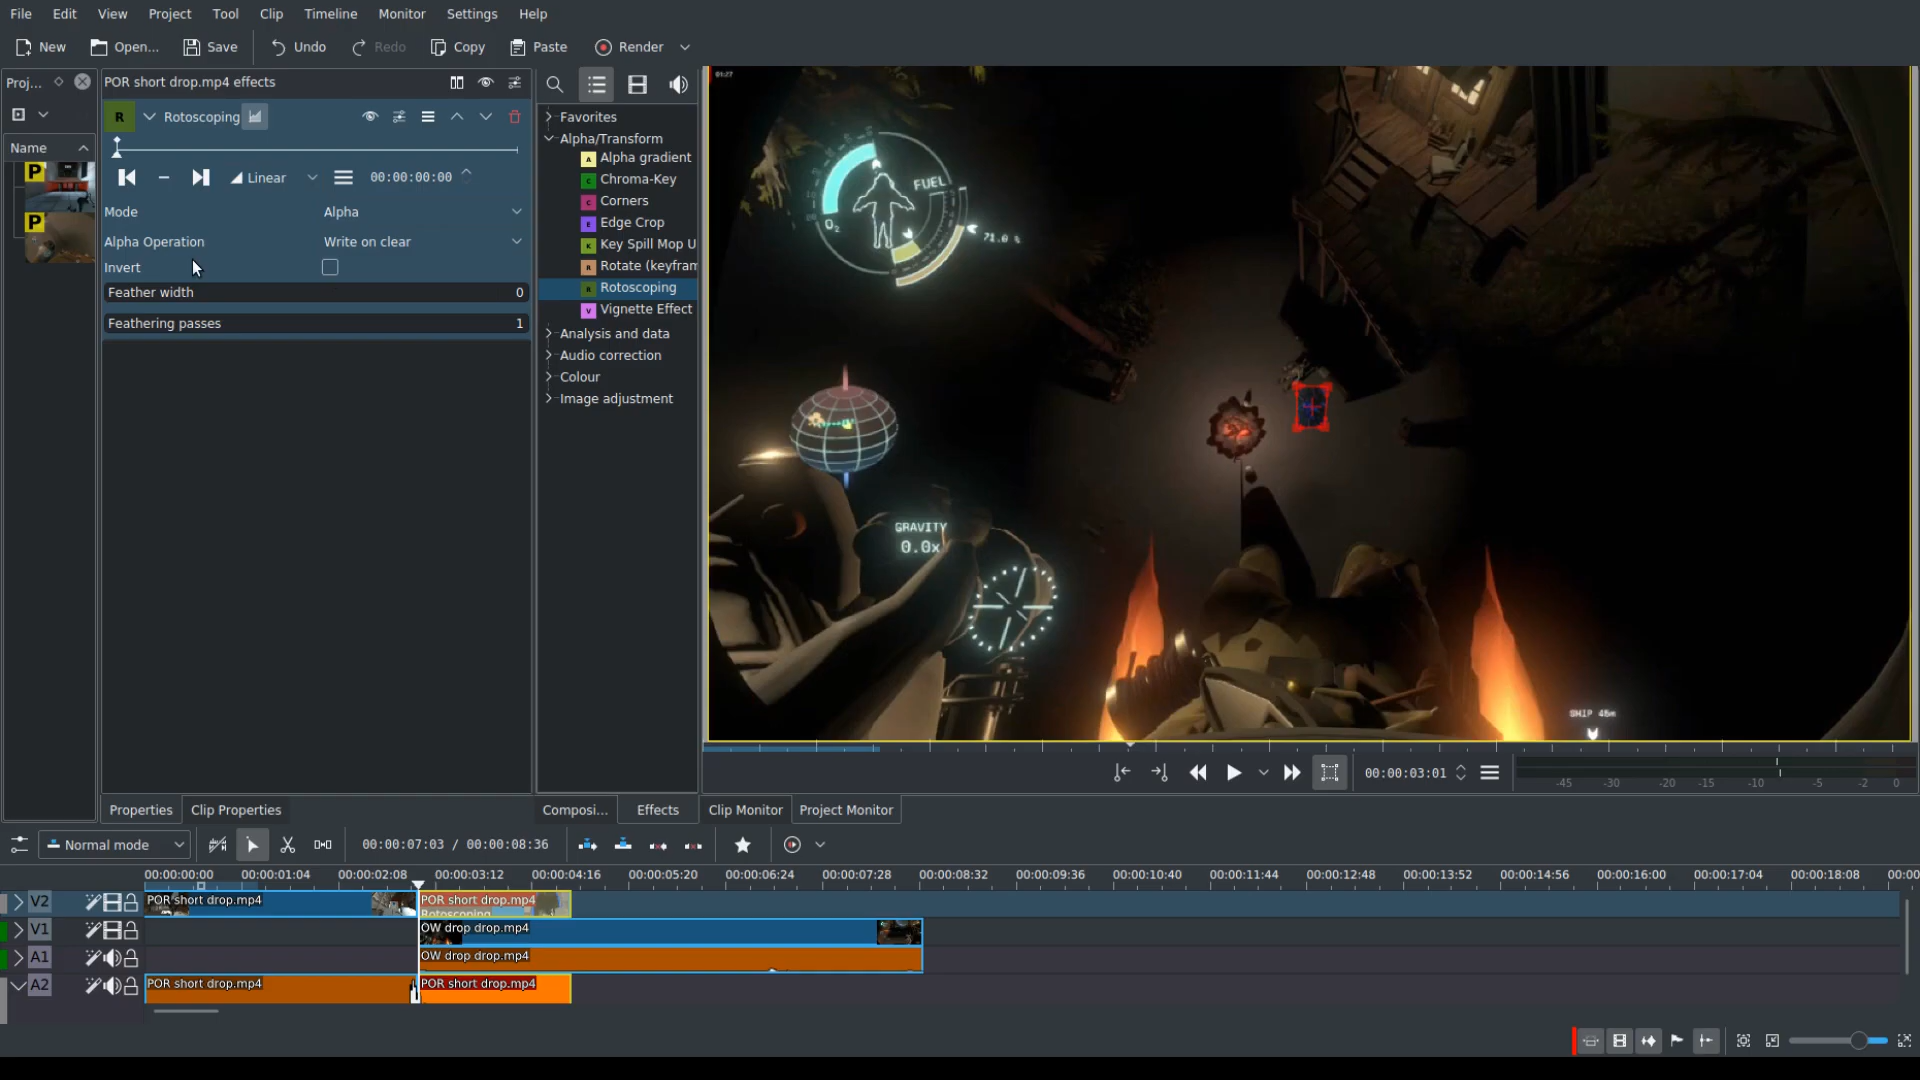 File Edit View Project Tool Clip Timeline Monitor Settings Help
New Open... Save Undo Redo Copy Paste Render
Proj... POR short drop.mp4 effects
R Rotoscoping
Name
P
P
Linear 00:00:00:00
Mode Alpha
Alpha Operation Write on clear
Invert
Feather width 0
Feathering passes 1
Favorites
Alpha/Transform
Alpha gradient
Chroma-Key
Corners
Edge Crop
Key Spill Mop U
Rotate (keyfram
Rotoscoping
Vignette Effect
Analysis and data
Audio correction
Colour
Image adjustment
01:27
FUEL
O₂
71.0 %
GRAVITY
0.0x
SHIP 45m
00:00:03:01
-45 -30 -20 -15 -10 -5 -2 0
Properties Clip Properties Composi... Effects Clip Monitor Project Monitor
Normal mode 00:00:07:03 / 00:00:08:36
00:00:00:00 00:00:01:04 00:00:02:08 00:00:03:12 00:00:04:16 00:00:05:20 00:00:06:24 00:00:07:28 00:00:08:32 00:00:09:36 00:00:10:40 00:00:11:44 00:00:12:48 00:00:13:52 00:00:14:56 00:00:16:00 00:00:17:04 00:00:18:08 00:00
V2 POR short drop.mp4 POR short drop.mp4
Rotoscoping
V1 OW drop drop.mp4
A1 OW drop drop.mp4
A2 POR short drop.mp4 POR short drop.mp4